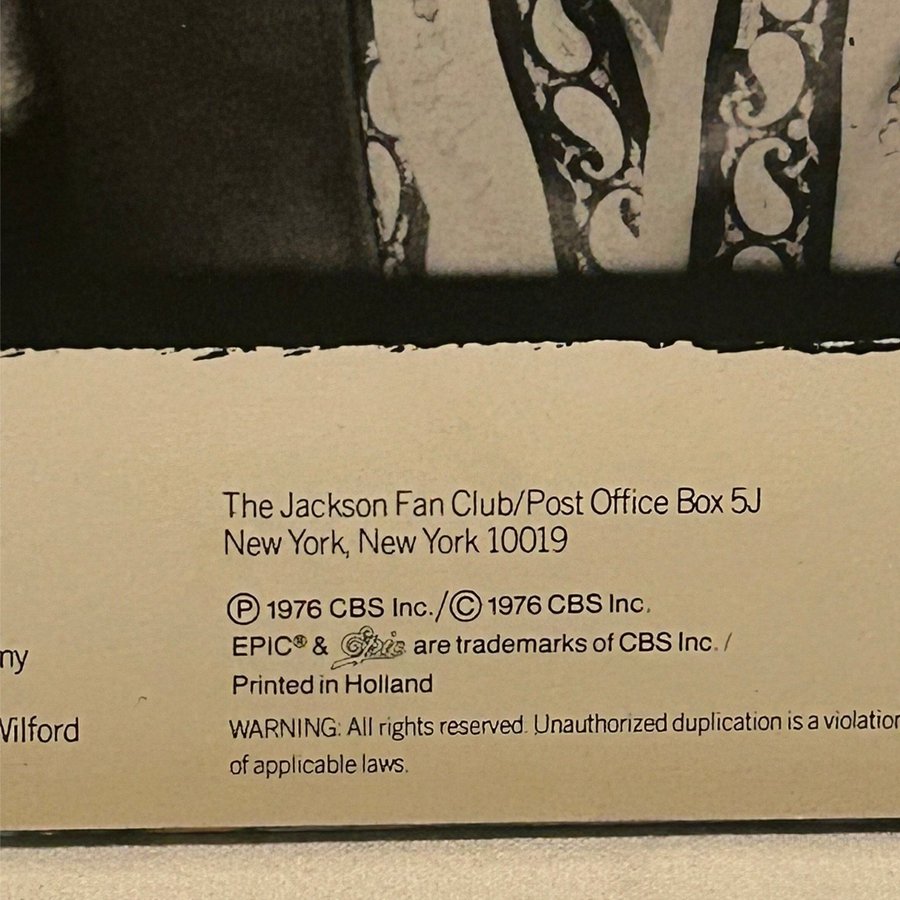 The Jackson Fan Club/Post Office Box 5J
New York, New York 10019
Ⓟ 1976 CBS Inc./© 1976 CBS Inc.
EPIC® & Epic are trademarks of CBS Inc. /
ny
Printed in Holland
Wilford
WARNING: All rights reserved. Unauthorized duplication is a violation
of applicable laws.